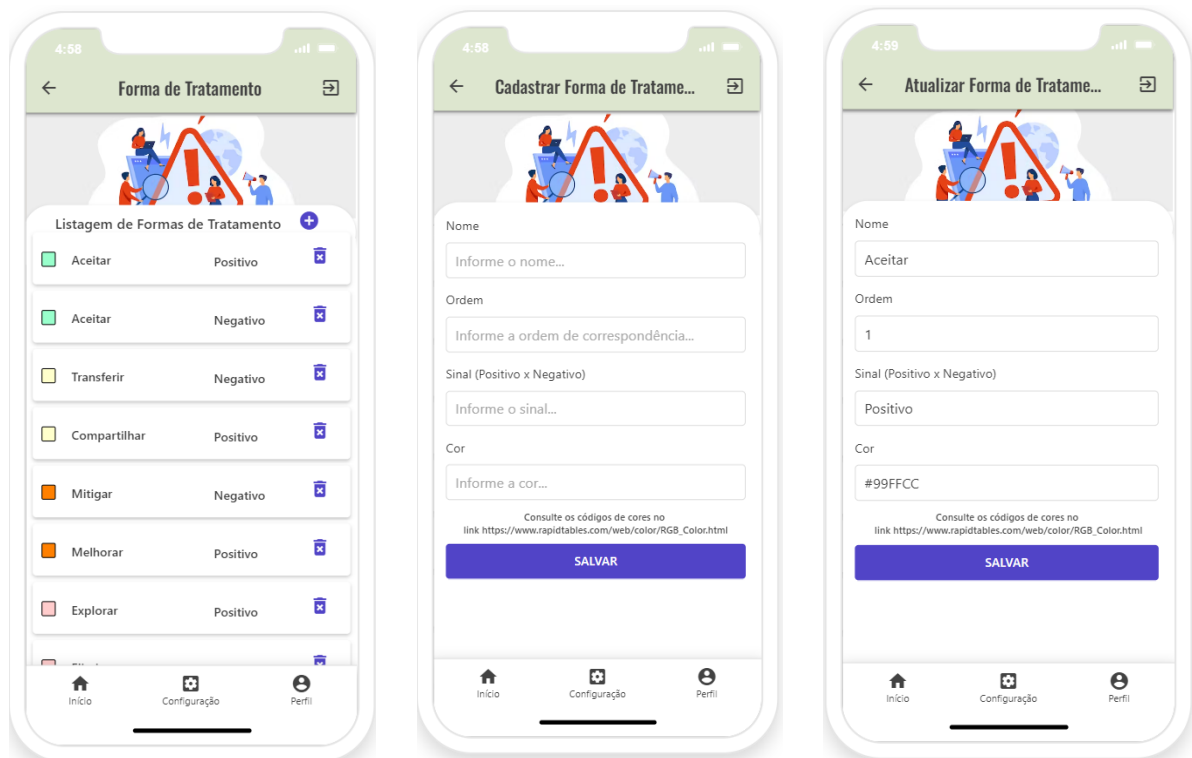 4:58
Forma de Tratamento
Listagem de Formas de Tratamento
Aceitar Positivo
Aceitar Negativo
Transferir Negativo
Compartilhar Positivo
Mitigar Negativo
Melhorar Positivo
Explorar Positivo
Início Configuração Perfil
4:58
Cadastrar Forma de Tratame...
Nome
Informe o nome...
Ordem
Informe a ordem de correspondência...
Sinal (Positivo x Negativo)
Informe o sinal...
Cor
Informe a cor...
Consulte os códigos de cores no
link https://www.rapidtables.com/web/color/RGB_Color.html
SALVAR
Início Configuração Perfil
4:59
Atualizar Forma de Tratame...
Nome
Aceitar
Ordem
1
Sinal (Positivo x Negativo)
Positivo
Cor
#99FFCC
Consulte os códigos de cores no
link https://www.rapidtables.com/web/color/RGB_Color.html
SALVAR
Início Configuração Perfil